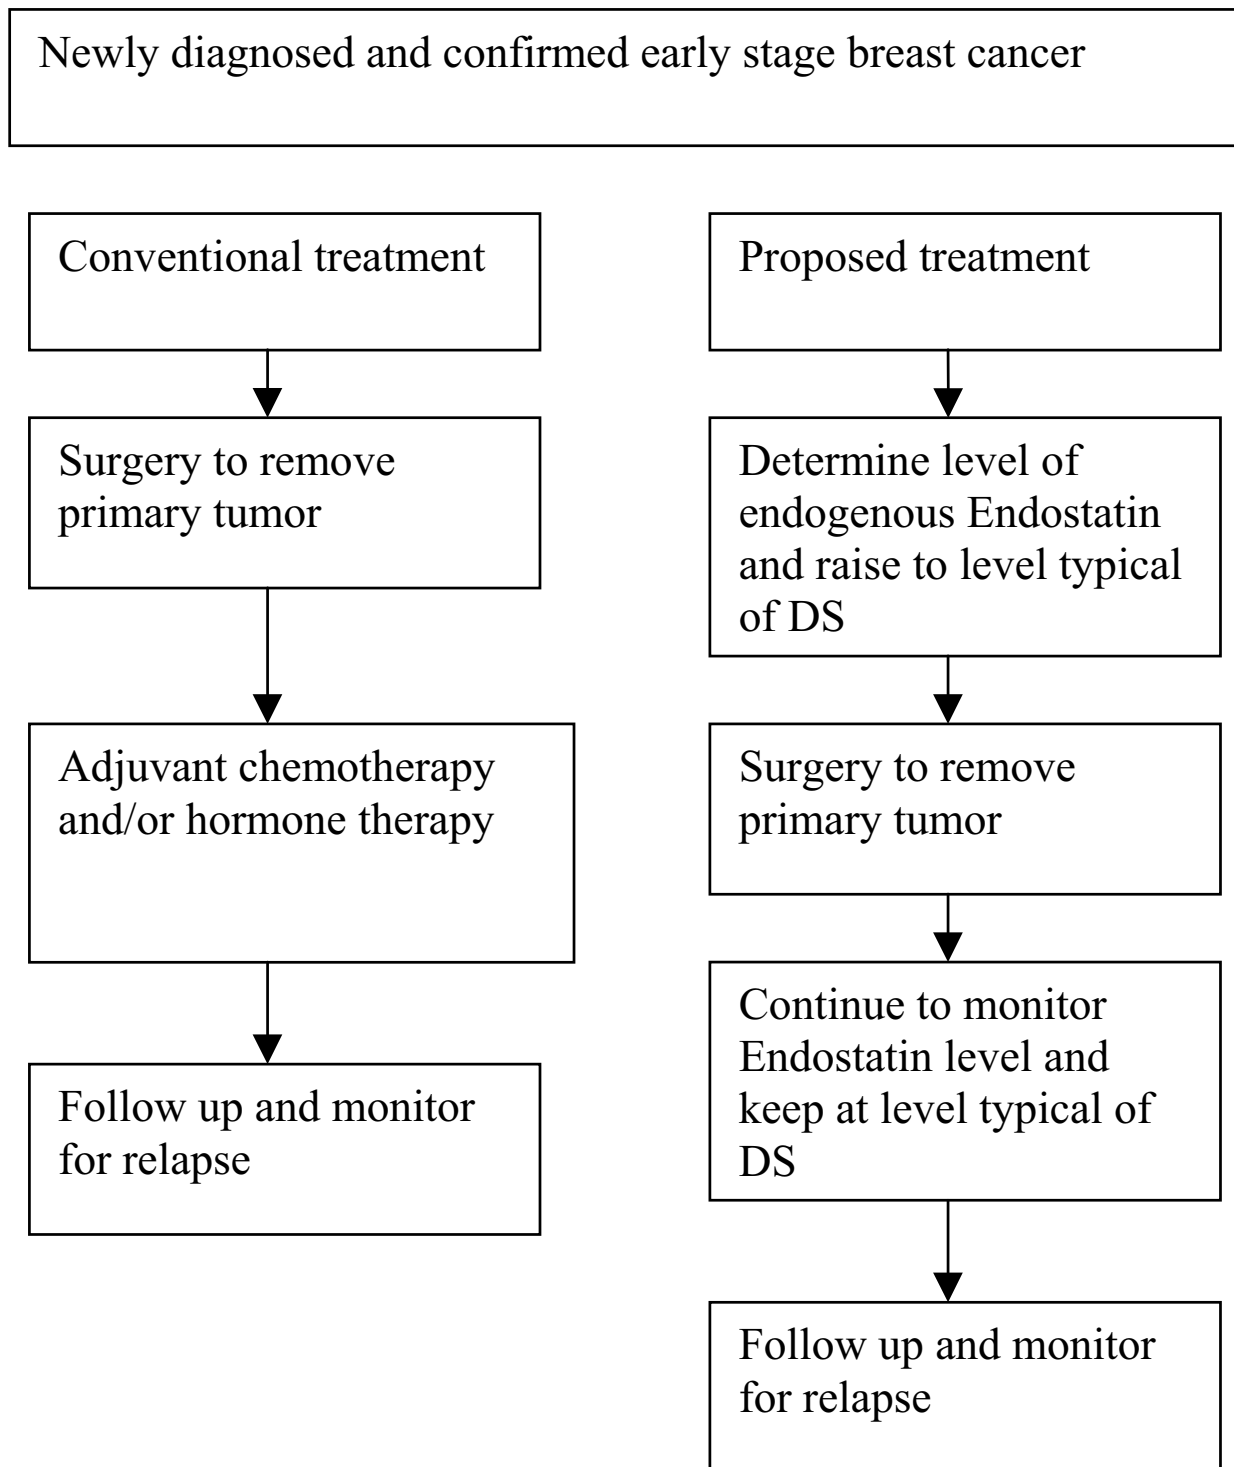 Newly diagnosed and confirmed early stage breast cancer
Conventional treatment
Surgery to remove
primary tumor
Adjuvant chemotherapy
and/or hormone therapy
Follow up and monitor
for relapse
Proposed treatment
Determine level of
endogenous Endostatin
and raise to level typical
of DS
Surgery to remove
primary tumor
Continue to monitor
Endostatin level and
keep at level typical of
DS
Follow up and monitor
for relapse